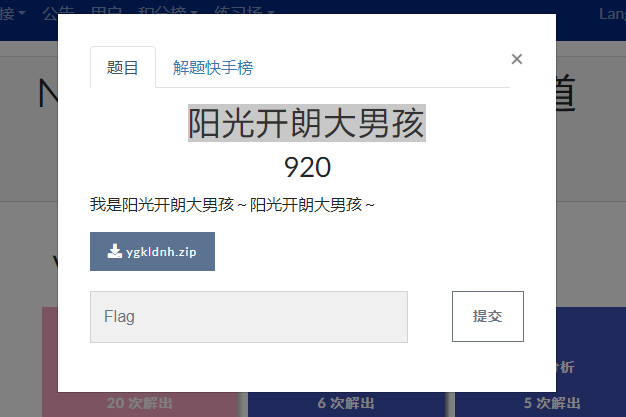 接 公告 用户 积分榜 练习场 Lang
题目 解题快手榜 ×
N 道
阳光开朗大男孩
920
我是阳光开朗大男孩～阳光开朗大男孩～
ygkldnh.zip
Flag 提交
析
20 次解出 6 次解出 5 次解出